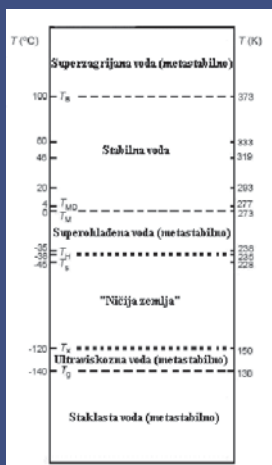 T (°C) T (K)
Superzagrijana voda (metastabilno)
100 T_B 373
Stabilna voda
60 333
46 319
20 293
4 T_MD 277
0 T_M 273
Superohlađena voda (metastabilno)
-35 238
-38 T_H 235
-45 T_s 228
"Ničija zemlja"
-120 T_x 150
Ultraviskozna voda (metastabilno)
-140 T_g 130
Staklasta voda (metastabilno)